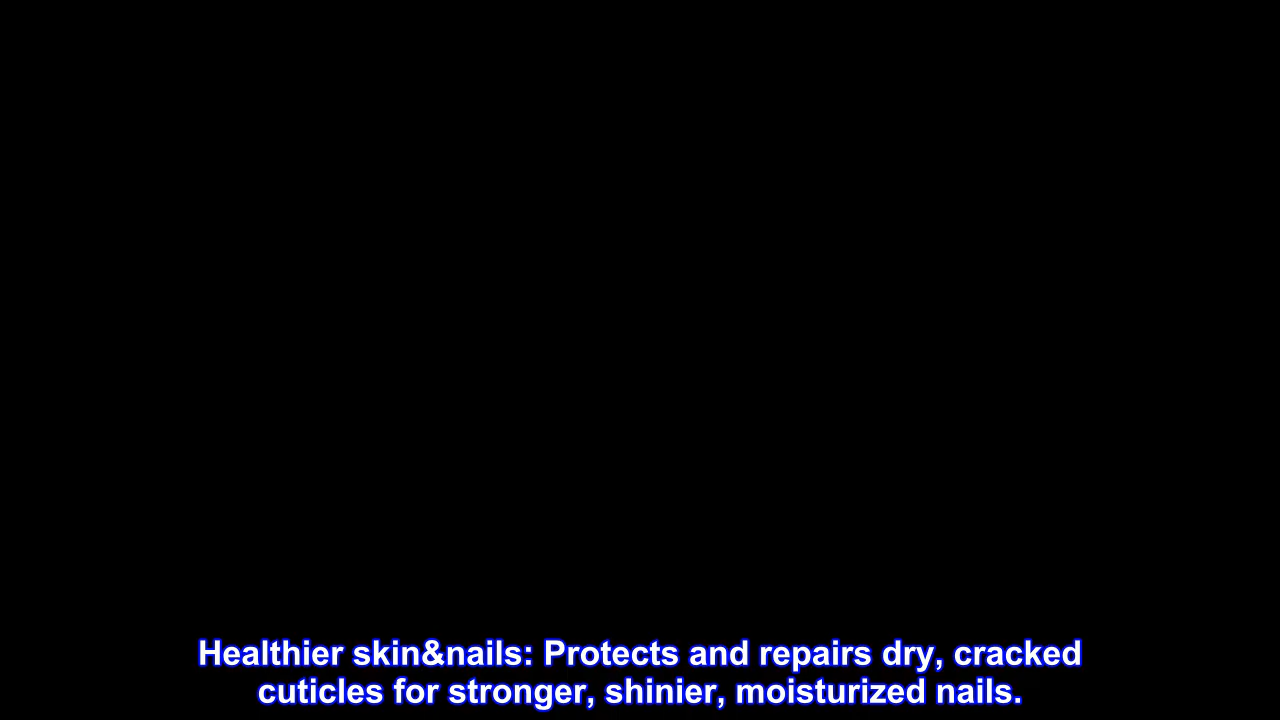 Healthier skin&nails: Protects and repairs dry, cracked
cuticles for stronger, shinier, moisturized nails.